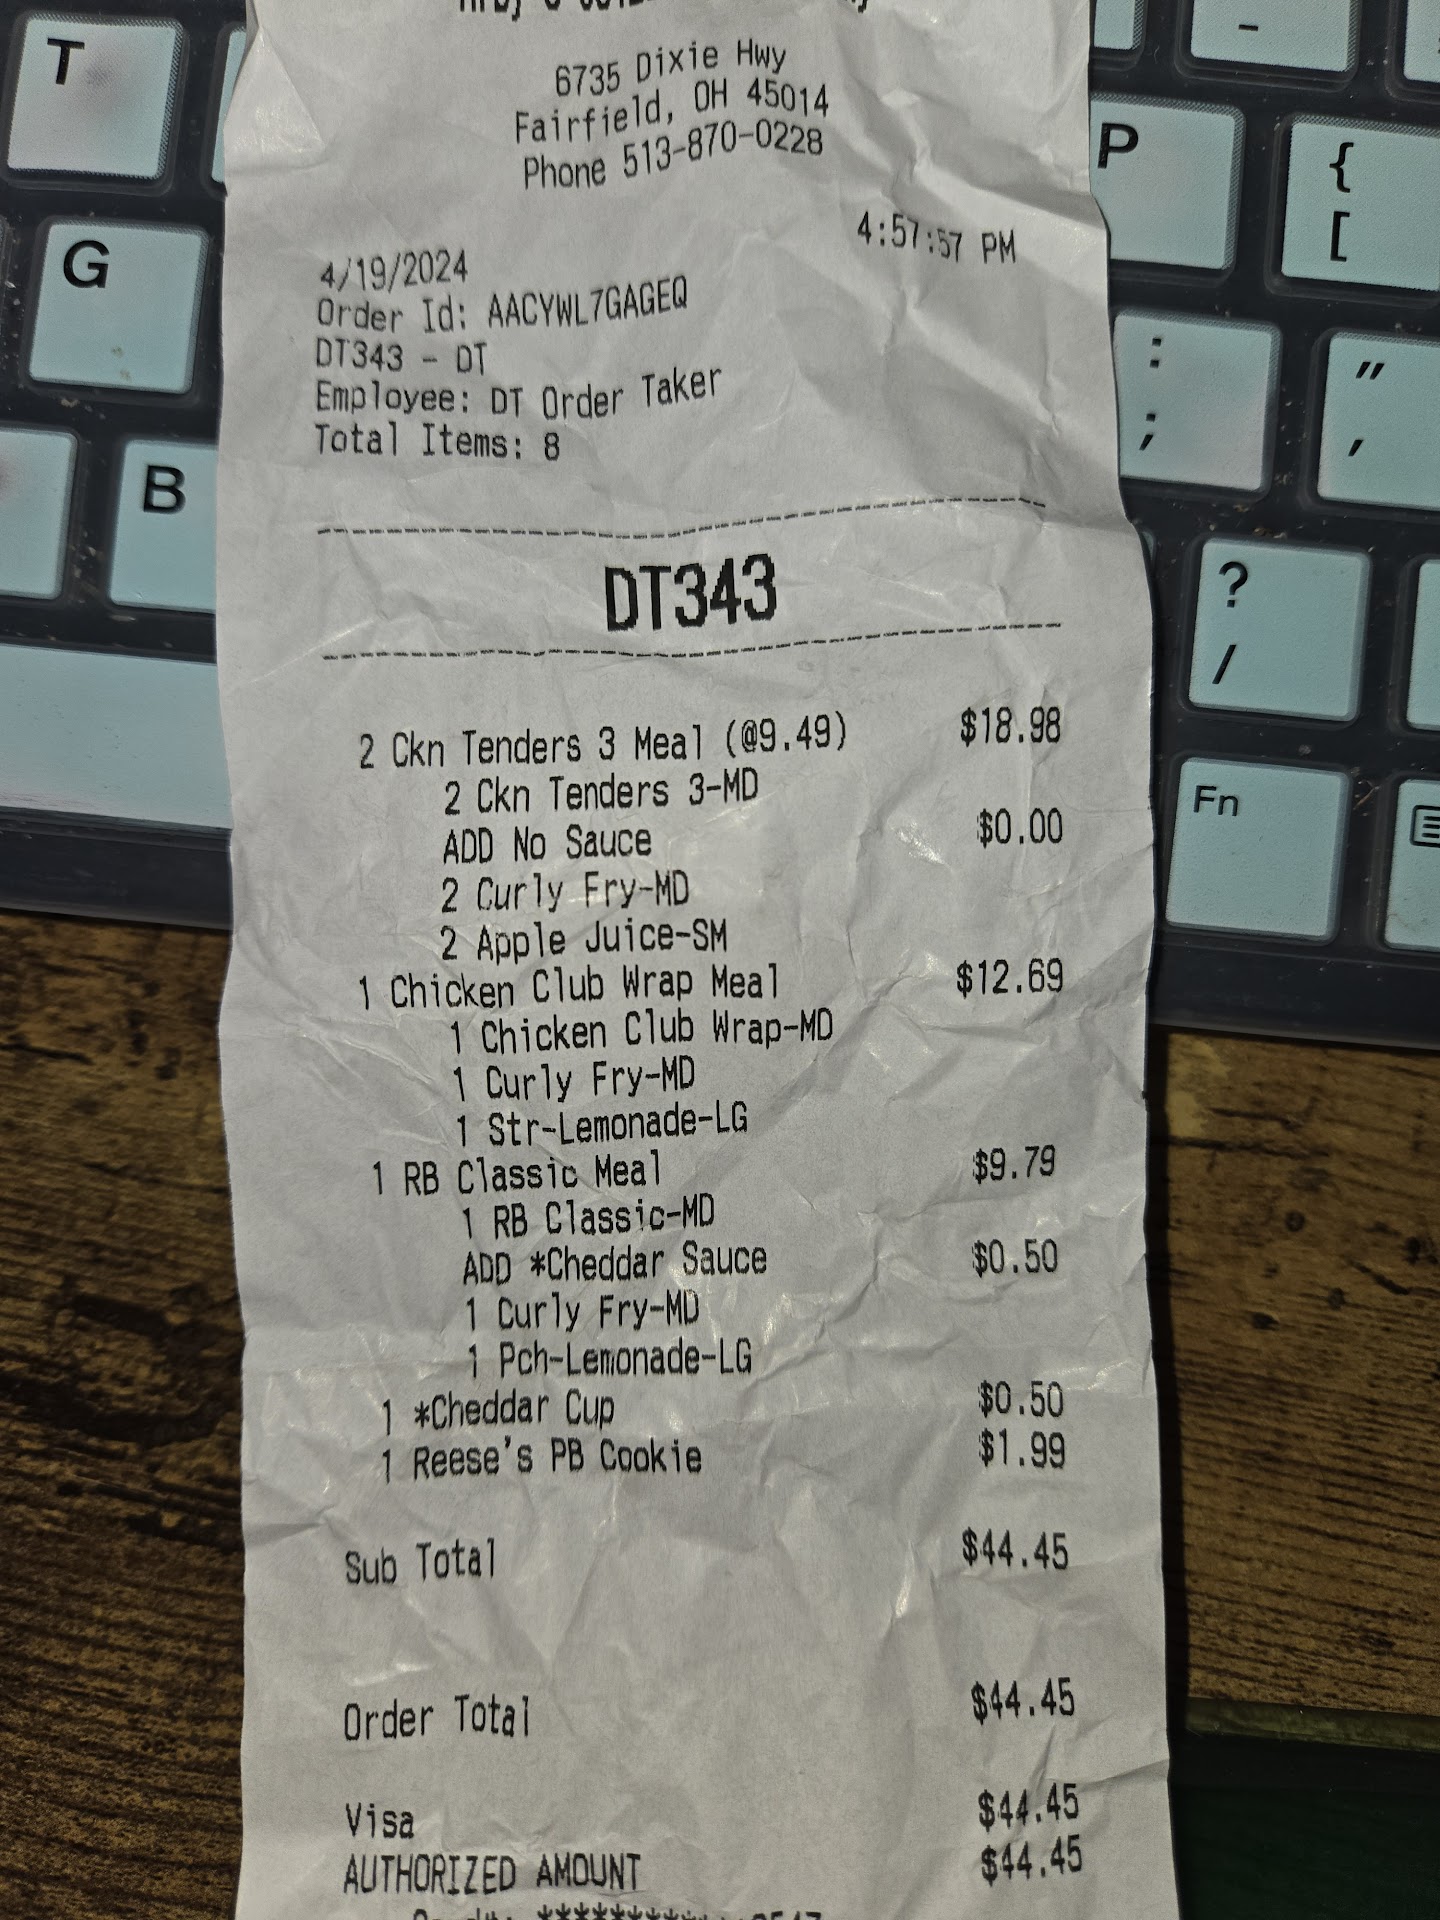 6735 Dixie Hwy
Fairfield, OH 45014
Phone 513-870-0228
4:57:57 PM
4/19/2024
Order Id: AACYWL7GAGEQ
DT343 - DT
Employee: DT Order Taker
Total Items: 8
DT343
2 Ckn Tenders 3 Meal (@9.49) $18.98
2 Ckn Tenders 3-MD
ADD No Sauce $0.00
2 Curly Fry-MD
2 Apple Juice-SM
1 Chicken Club Wrap Meal $12.69
1 Chicken Club Wrap-MD
1 Curly Fry-MD
1 Str-Lemonade-LG
1 RB Classic Meal $9.79
1 RB Classic-MD
ADD *Cheddar Sauce $0.50
1 Curly Fry-MD
1 Pch-Lemonade-LG
1 *Cheddar Cup $0.50
1 Reese's PB Cookie $1.99
Sub Total $44.45
Order Total $44.45
Visa $44.45
AUTHORIZED AMOUNT $44.45
T
G
B
-
P
{
[
:
;
"
,
?
/
Fn